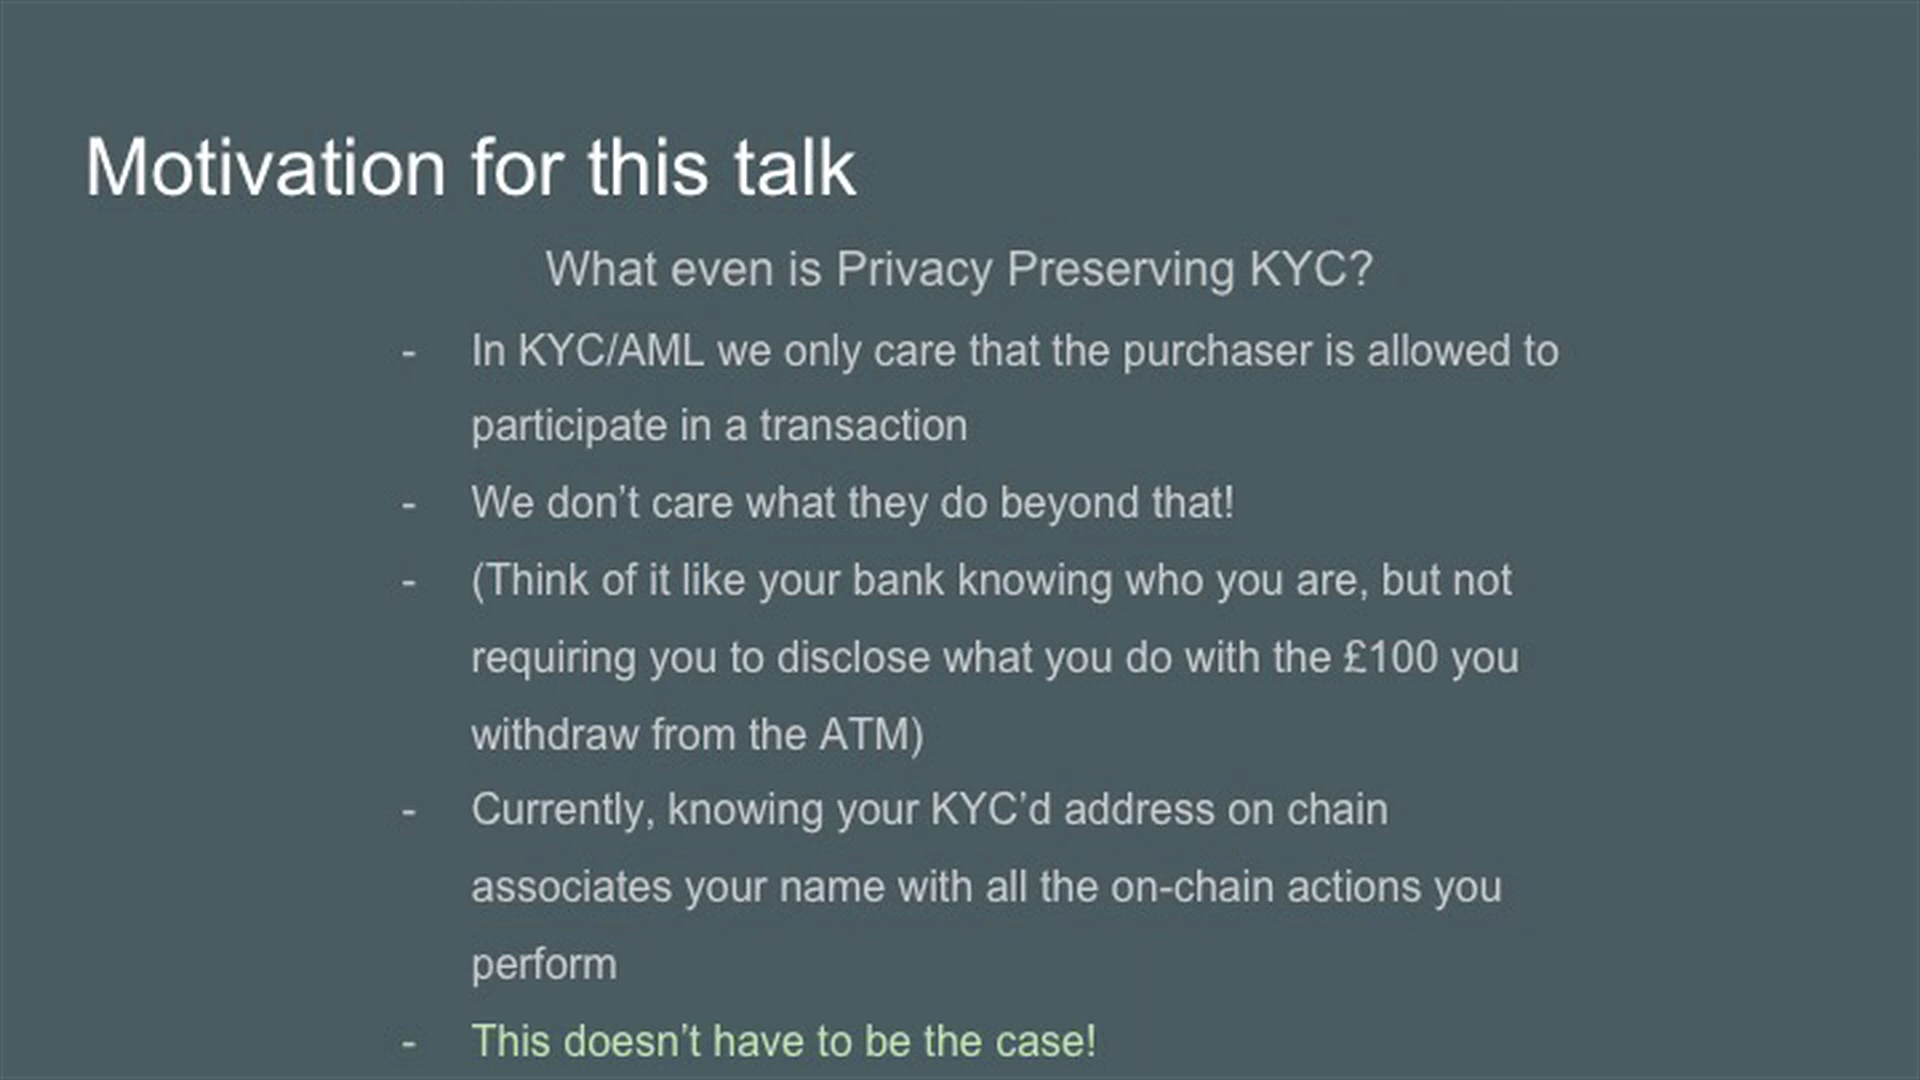 Motivation for this talk
What even is Privacy Preserving KYC?
- In KYC/AML we only care that the purchaser is allowed to
participate in a transaction
- We don’t care what they do beyond that!
- (Think of it like your bank knowing who you are, but not
requiring you to disclose what you do with the £100 you
withdraw from the ATM)
- Currently, knowing your KYC’d address on chain
associates your name with all the on-chain actions you
perform
- This doesn’t have to be the case!